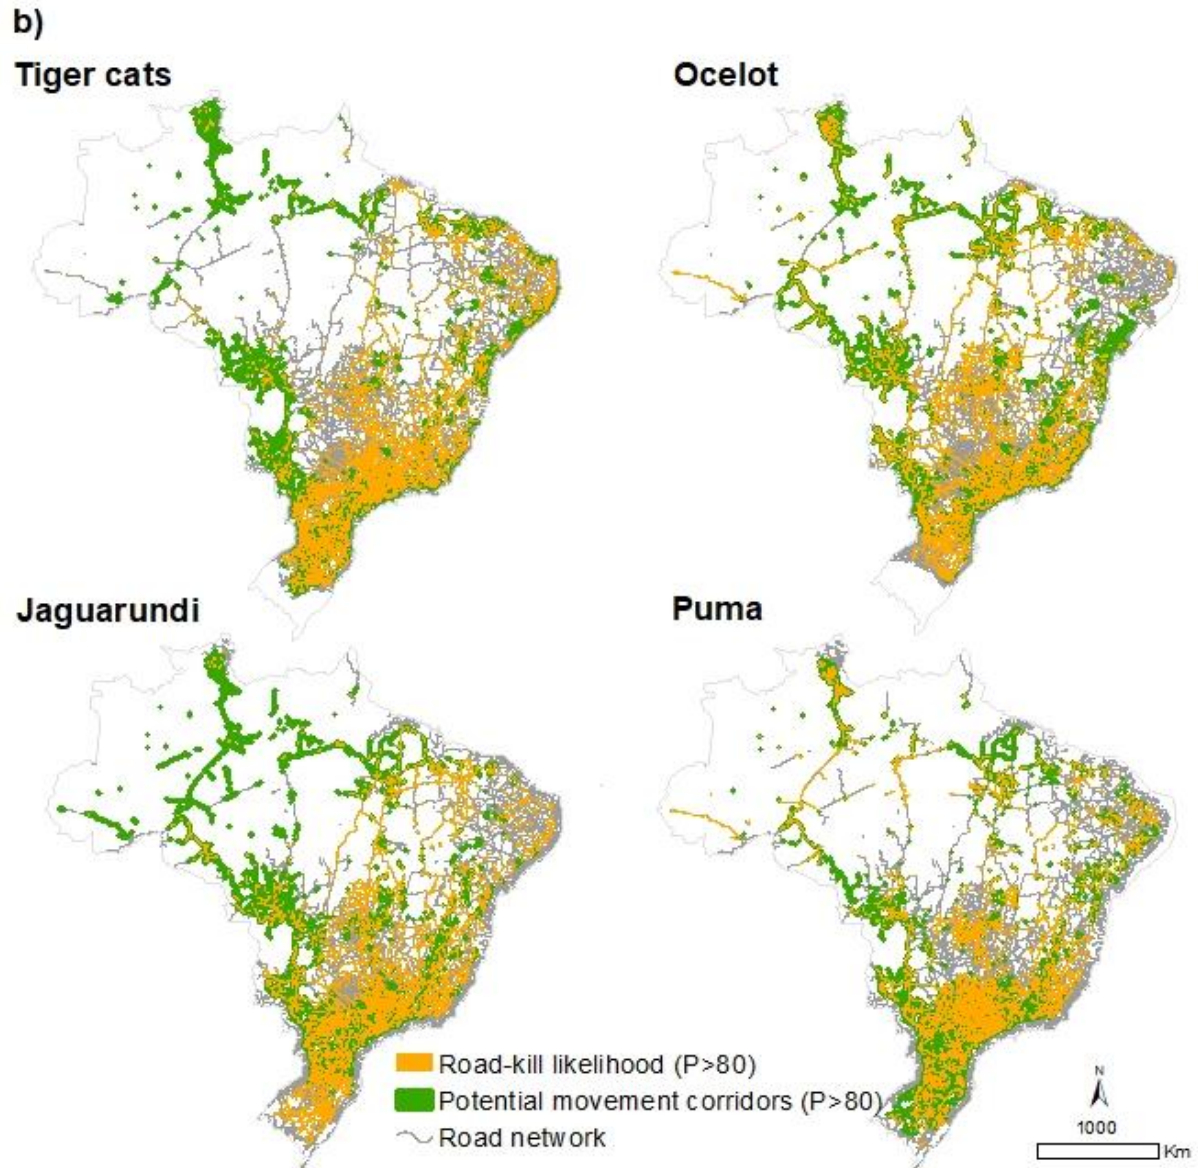 b)
Tiger cats
Ocelot
Jaguarundi
Puma
Road-kill likelihood (P>80)
Potential movement corridors (P>80)
Road network
N
1000
Km